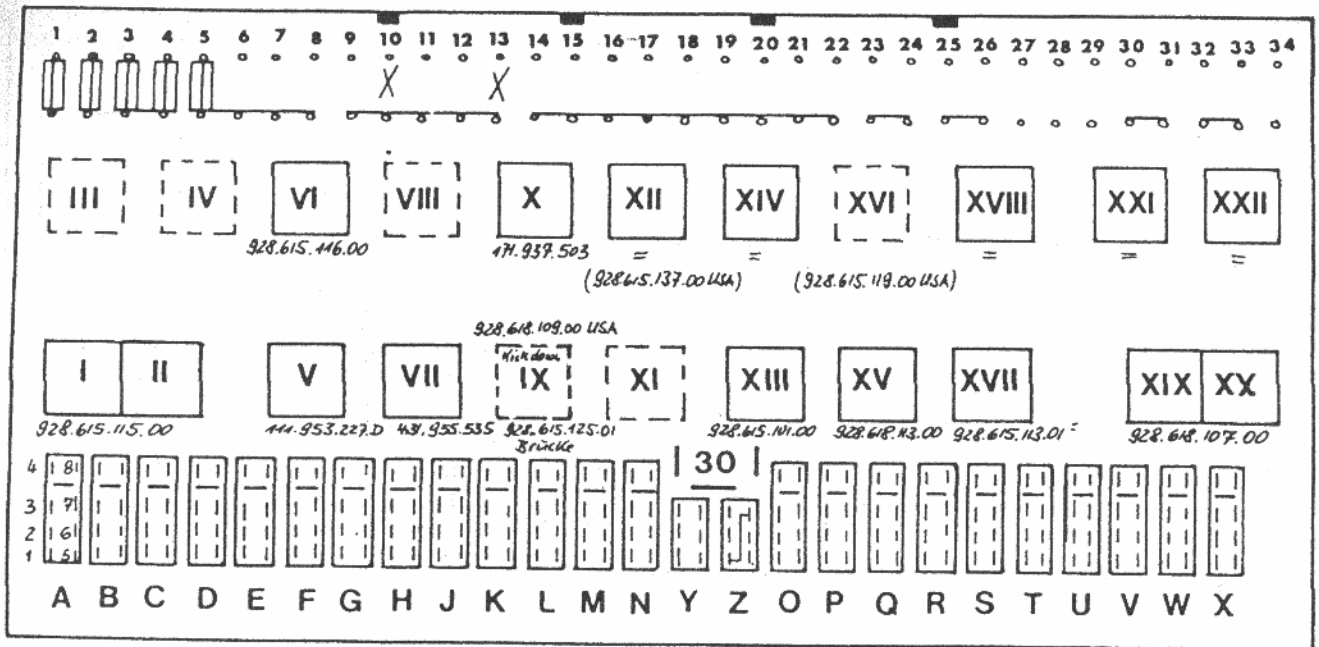 1 2 3 4 5 6 7 8 9 10 11 12 13 14 15 16 17 18 19 20 21 22 23 24 25 26 27 28 29 30 31 32 33 34
X X
III IV VI VIII X XII XIV XVI XVIII XXI XXII
928.615.116.00 171.937.503 = = = = =
(928.615.137.00 USA) (928.615.119.00 USA)
928.618.109.00 USA
Kickdown
I II V VII IX XI XIII XV XVII XIX XX
928.615.115.00 111.953.227.D 431.955.535 928.615.125.01 928.615.101.00 928.618.113.00 928.615.113.01 = 928.618.107.00
Brücke
30
4 8
3 7
2 6
1 5
A B C D E F G H J K L M N Y Z O P Q R S T U V W X